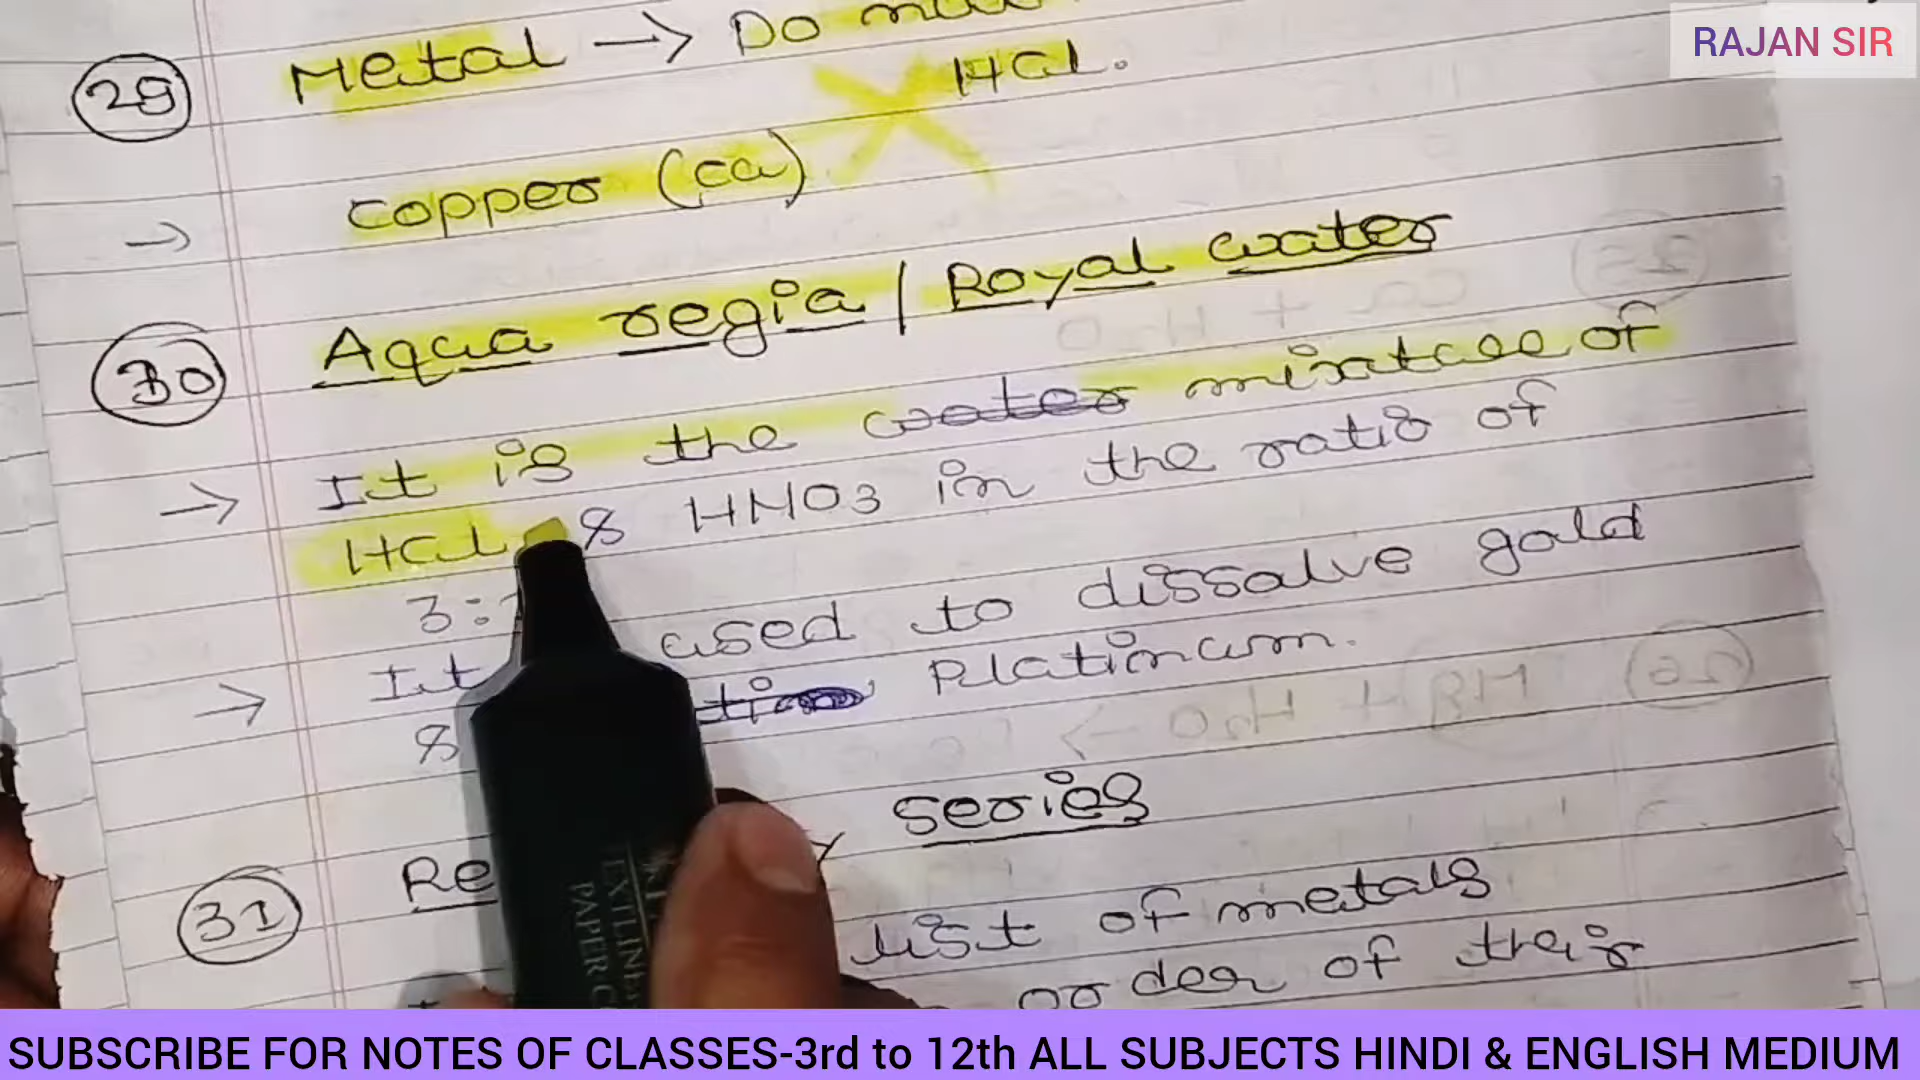 RAJAN SIR
29 Metal → Do
HCl.
→ Copper (Cu)
30 Aqua regia / Royal water
→ It is the water mixture of
HCl & HNO3 in the ratio of
3:
→ It used to dissolve gold
& Platinum.
31 series
list of metals
order of their
SUBSCRIBE FOR NOTES OF CLASSES-3rd to 12th ALL SUBJECTS HINDI & ENGLISH MEDIUM